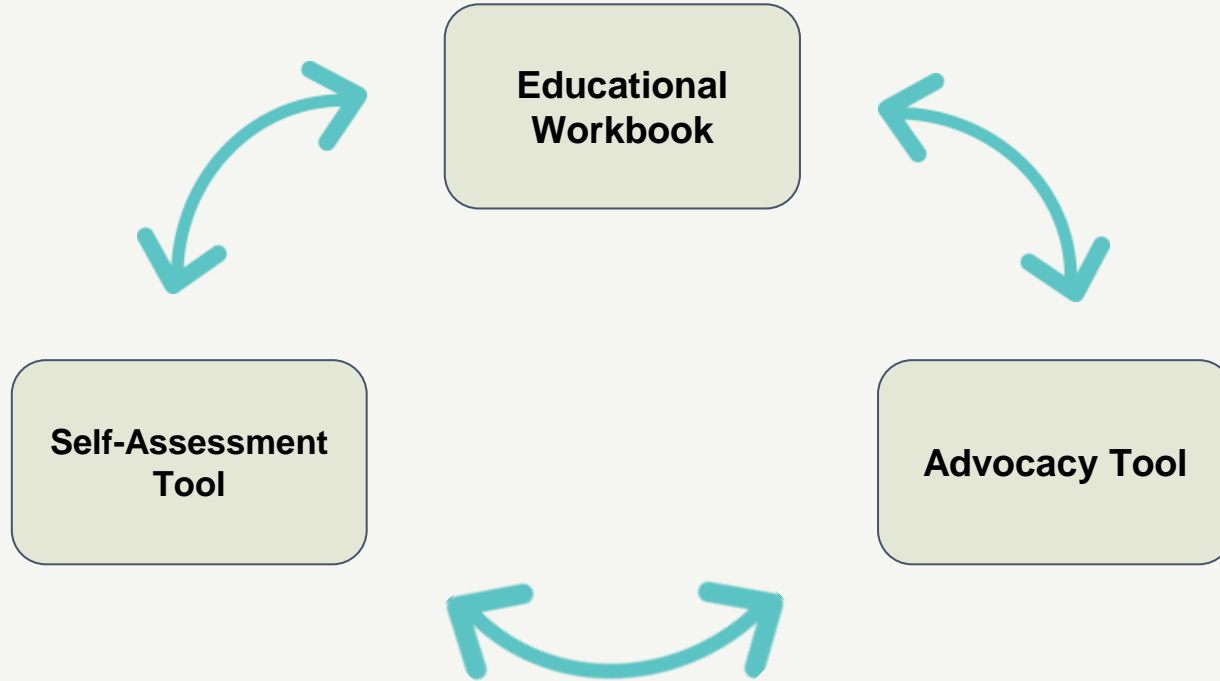 Educational
Workbook
Self-Assessment
Tool
Advocacy Tool